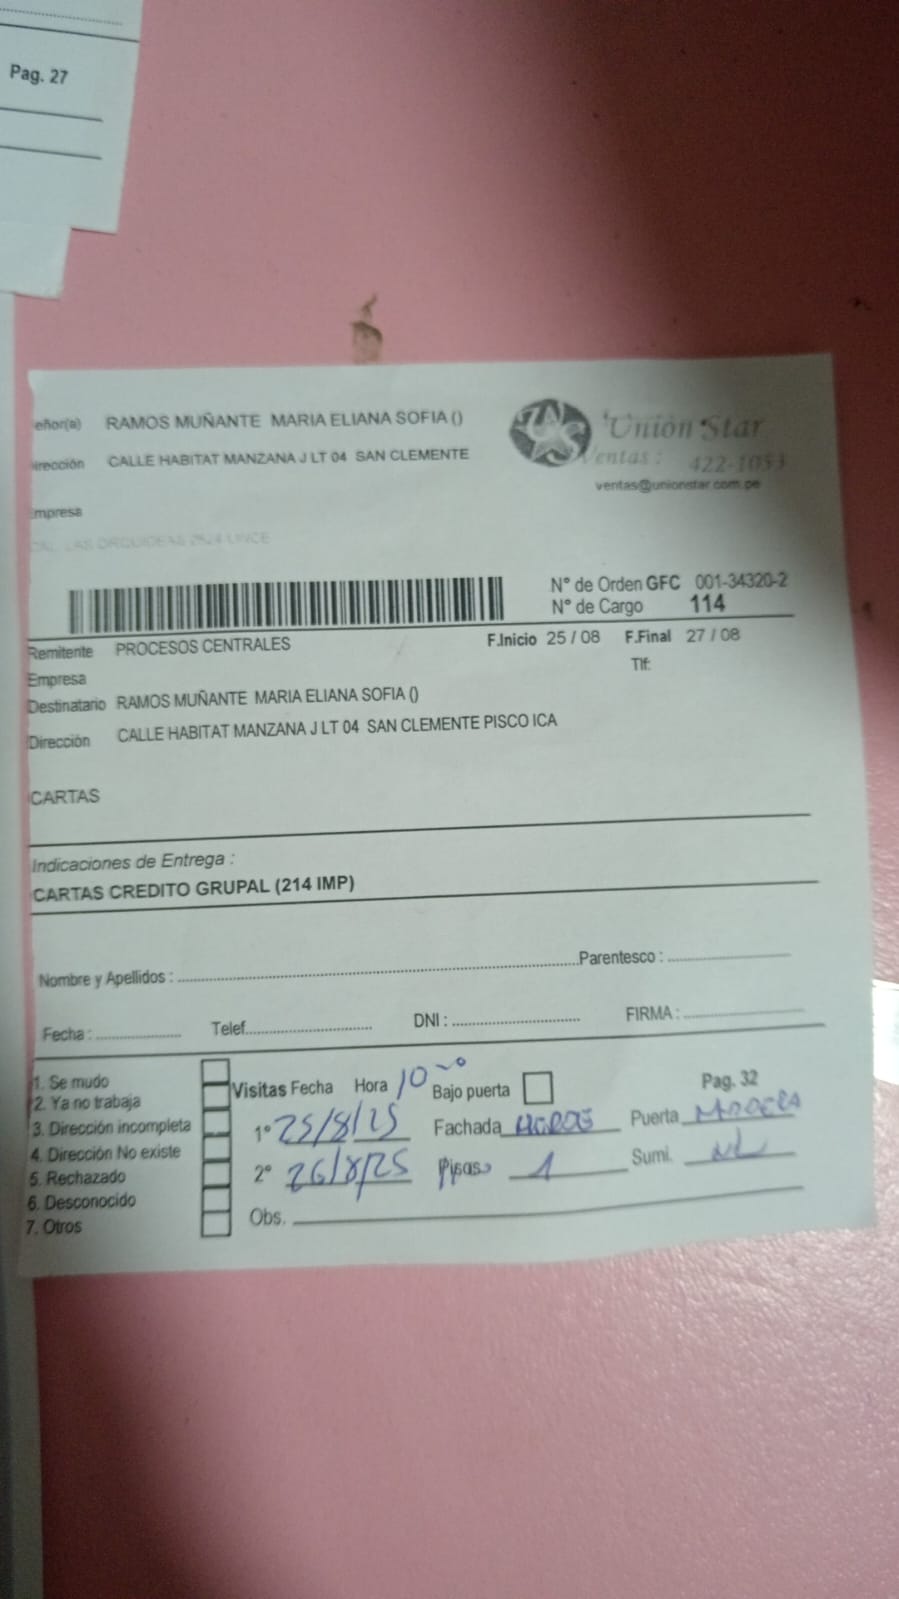 Pag. 27
eñor(a) RAMOS MUÑANTE MARIA ELIANA SOFIA ()
irección CALLE HABITAT MANZANA J LT 04 SAN CLEMENTE
Unión Star
Ventas : 422-1053
ventas@unionstar.com.pe
mpresa
CAL. LAS ORQUIDEAS 2624 LINCE
N° de Orden GFC 001-34320-2
N° de Cargo 114
Remitente PROCESOS CENTRALES F.Inicio 25 / 08 F.Final 27 / 08
Empresa Tlf:
Destinatario RAMOS MUÑANTE MARIA ELIANA SOFIA ()
Dirección CALLE HABITAT MANZANA J LT 04 SAN CLEMENTE PISCO ICA
CARTAS
Indicaciones de Entrega :
CARTAS CREDITO GRUPAL (214 IMP)
Nombre y Apellidos : Parentesco :
Fecha : Telef. DNI : FIRMA :
1. Se mudo
2. Ya no trabaja
3. Dirección incompleta
4. Dirección No existe
5. Rechazado
6. Desconocido
7. Otros
Visitas Fecha Hora 10 Bajo puerta Pag. 32
1° 25/8/25 Fachada Puerta MADERA
2° 26/8/25 Pisos 1 Sumi.
Obs.